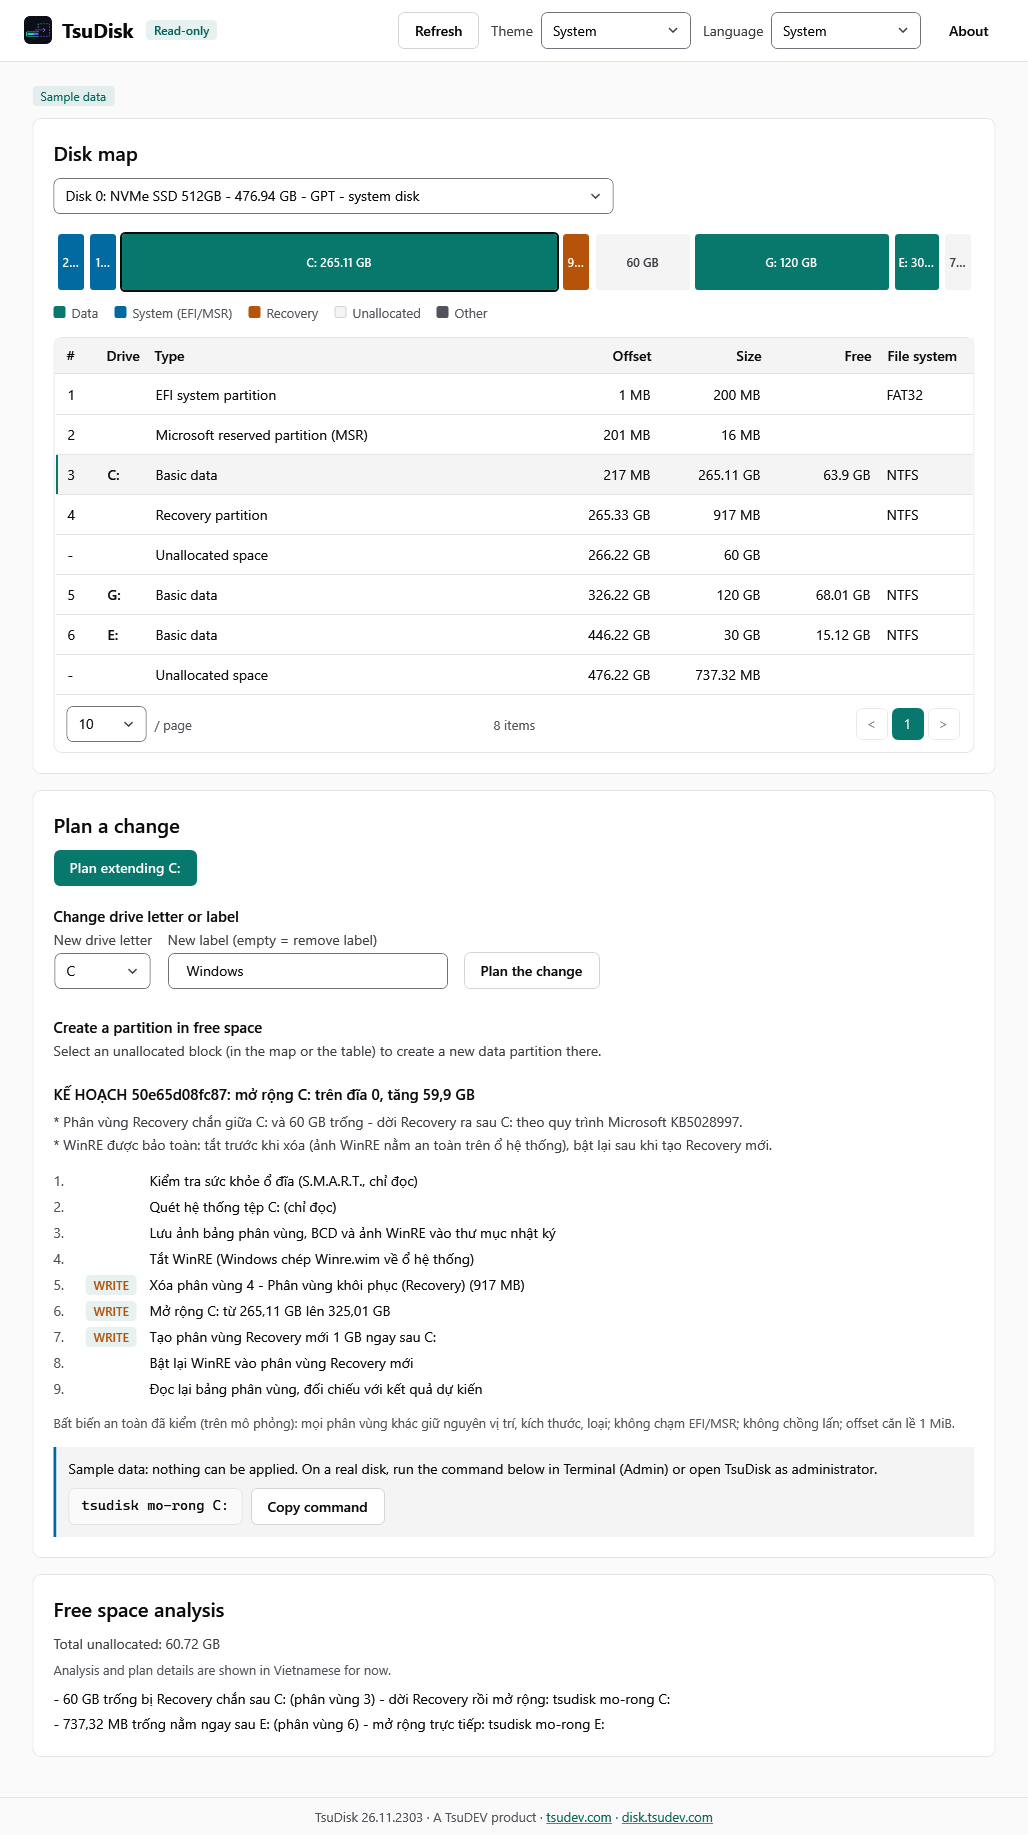 TsuDisk Read-only Refresh Theme System Language System About
Sample data
Disk map
Disk 0: NVMe SSD 512GB - 476.94 GB - GPT - system disk
2... 1... C: 265.11 GB 9... 60 GB G: 120 GB E: 30... 7...
Data System (EFI/MSR) Recovery Unallocated Other
# Drive Type Offset Size Free File system
1 EFI system partition 1 MB 200 MB FAT32
2 Microsoft reserved partition (MSR) 201 MB 16 MB
3 C: Basic data 217 MB 265.11 GB 63.9 GB NTFS
4 Recovery partition 265.33 GB 917 MB NTFS
- Unallocated space 266.22 GB 60 GB
5 G: Basic data 326.22 GB 120 GB 68.01 GB NTFS
6 E: Basic data 446.22 GB 30 GB 15.12 GB NTFS
- Unallocated space 476.22 GB 737.32 MB
10 / page 8 items < 1 >
Plan a change
Plan extending C:
Change drive letter or label
New drive letter New label (empty = remove label)
C Windows Plan the change
Create a partition in free space
Select an unallocated block (in the map or the table) to create a new data partition there.
KẾ HOẠCH 50e65d08fc87: mở rộng C: trên đĩa 0, tăng 59,9 GB
* Phân vùng Recovery chắn giữa C: và 60 GB trống - dời Recovery ra sau C: theo quy trình Microsoft KB5028997.
* WinRE được bảo toàn: tắt trước khi xóa (ảnh WinRE nằm an toàn trên ổ hệ thống), bật lại sau khi tạo Recovery mới.
1. Kiểm tra sức khỏe ổ đĩa (S.M.A.R.T., chỉ đọc)
2. Quét hệ thống tệp C: (chỉ đọc)
3. Lưu ảnh bảng phân vùng, BCD và ảnh WinRE vào thư mục nhật ký
4. Tắt WinRE (Windows chép Winre.wim về ổ hệ thống)
5. WRITE Xóa phân vùng 4 - Phân vùng khôi phục (Recovery) (917 MB)
6. WRITE Mở rộng C: từ 265,11 GB lên 325,01 GB
7. WRITE Tạo phân vùng Recovery mới 1 GB ngay sau C:
8. Bật lại WinRE vào phân vùng Recovery mới
9. Đọc lại bảng phân vùng, đối chiếu với kết quả dự kiến
Bất biến an toàn đã kiểm (trên mô phỏng): mọi phân vùng khác giữ nguyên vị trí, kích thước, loại; không chạm EFI/MSR; không chồng lấn; offset căn lề 1 MiB.
Sample data: nothing can be applied. On a real disk, run the command below in Terminal (Admin) or open TsuDisk as administrator.
tsudisk mo-rong C: Copy command
Free space analysis
Total unallocated: 60.72 GB
Analysis and plan details are shown in Vietnamese for now.
- 60 GB trống bị Recovery chắn sau C: (phân vùng 3) - dời Recovery rồi mở rộng: tsudisk mo-rong C:
- 737,32 MB trống nằm ngay sau E: (phân vùng 6) - mở rộng trực tiếp: tsudisk mo-rong E:
TsuDisk 26.11.2303 · A TsuDEV product · tsudev.com · disk.tsudev.com